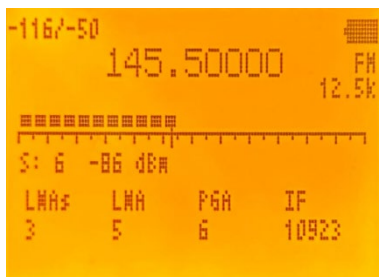 -116/-50
145.50000 FM
12.5k
S: 6 -86 dBm
LNAs LNA PGA IF
3 5 6 10923